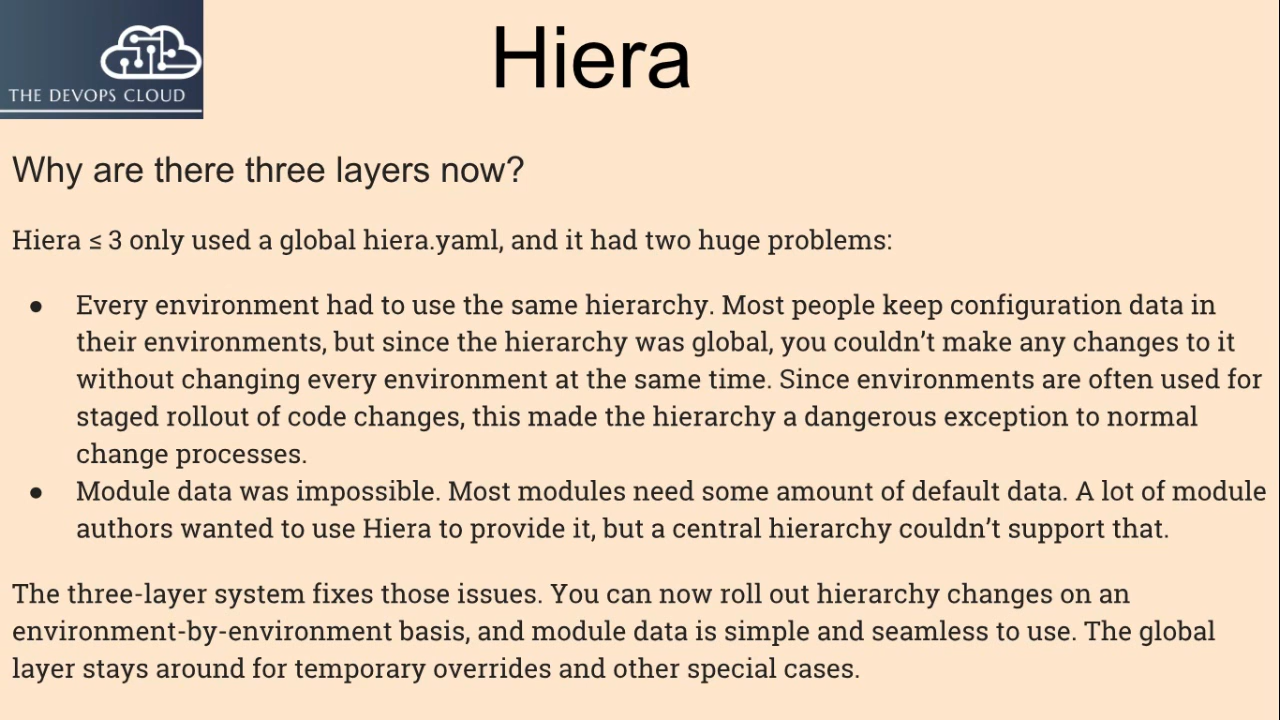 THE DEVOPS CLOUD
Hiera
Why are there three layers now?
Hiera ≤ 3 only used a global hiera.yaml, and it had two huge problems:
● Every environment had to use the same hierarchy. Most people keep configuration data in
their environments, but since the hierarchy was global, you couldn’t make any changes to it
without changing every environment at the same time. Since environments are often used for
staged rollout of code changes, this made the hierarchy a dangerous exception to normal
change processes.
● Module data was impossible. Most modules need some amount of default data. A lot of module
authors wanted to use Hiera to provide it, but a central hierarchy couldn’t support that.
The three-layer system fixes those issues. You can now roll out hierarchy changes on an
environment-by-environment basis, and module data is simple and seamless to use. The global
layer stays around for temporary overrides and other special cases.